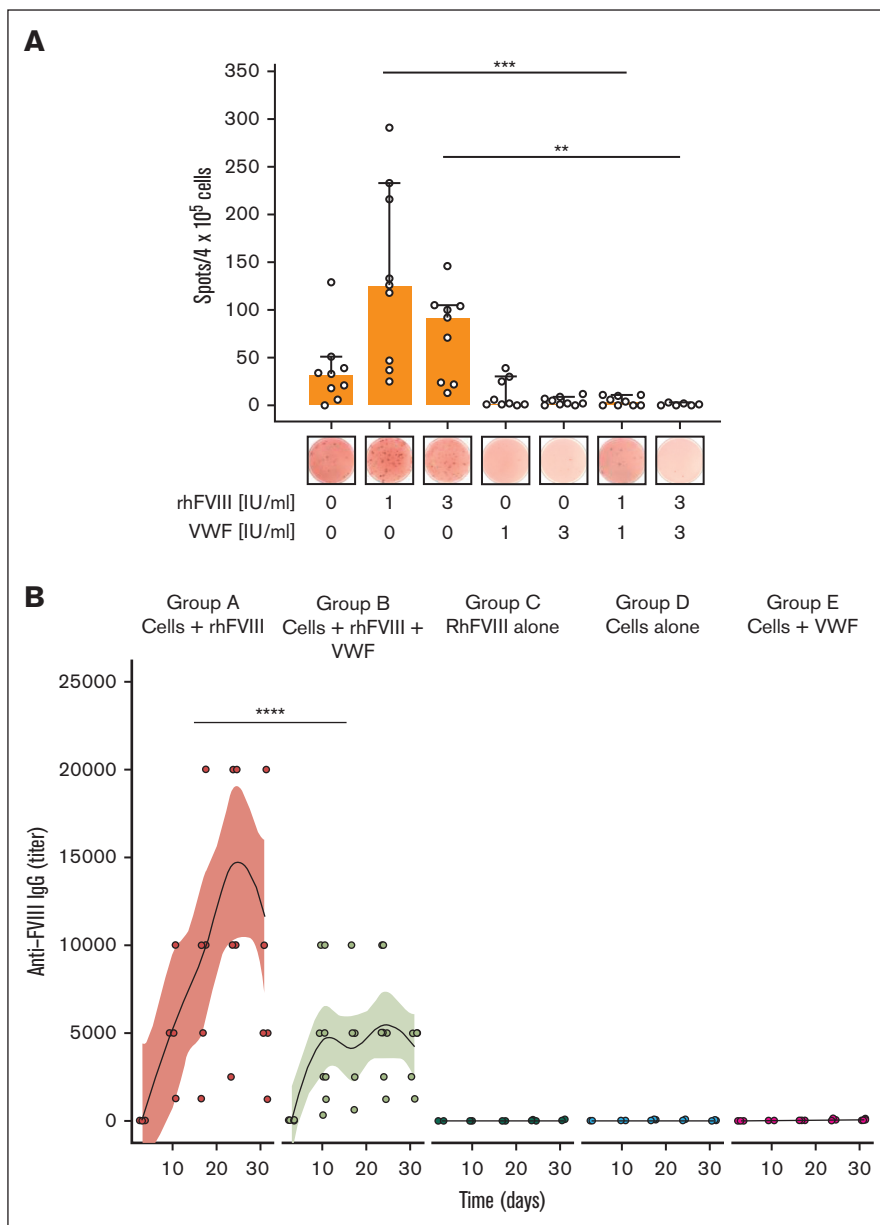 A
350
***
300
**
250
200
150
100
50
0
Spots/4 x 10⁵ cells
rhFVIII [IU/ml] 0 1 3 0 0 1 3
VWF [IU/ml] 0 0 0 1 3 1 3
B
Group A Group B Group C Group D Group E
Cells + rhFVIII Cells + rhFVIII + RhFVIII alone Cells alone Cells + VWF
VWF
25000
****
20000
15000
10000
5000
0
Anti–FVIII IgG (titer)
10 20 30 10 20 30 10 20 30 10 20 30 10 20 30
Time (days)